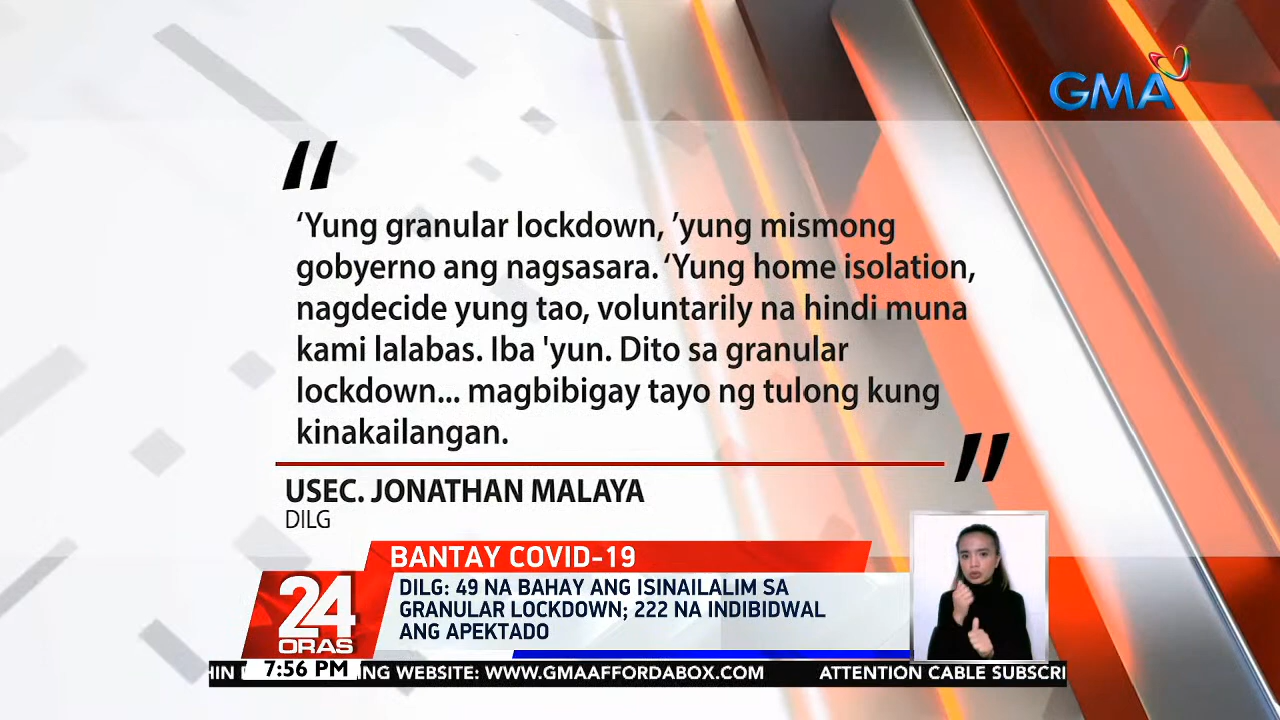 GMA
“
‘Yung granular lockdown, ’yung mismong
gobyerno ang nagsasara. ‘Yung home isolation,
nagdecide yung tao, voluntarily na hindi muna
kami lalabas. Iba 'yun. Dito sa granular
lockdown... magbibigay tayo ng tulong kung
kinakailangan.
”
USEC. JONATHAN MALAYA
DILG
BANTAY COVID-19
24
ORAS
DILG: 49 NA BAHAY ANG ISINAILALIM SA
GRANULAR LOCKDOWN; 222 NA INDIBIDWAL
ANG APEKTADO
7:56 PM
ING WEBSITE: WWW.GMAAFFORDABOX.COM ATTENTION CABLE SUBSCRI